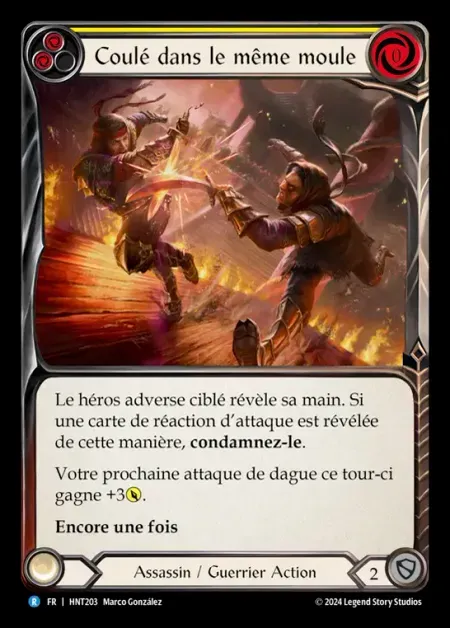 Coulé dans le même moule
0
Le héros adverse ciblé révèle sa main. Si
une carte de réaction d'attaque est révélée
de cette manière, condamnez-le.
Votre prochaine attaque de dague ce tour-ci
gagne +3.
Encore une fois
Assassin / Guerrier Action
2
R FR | HNT203 Marco González
© 2024 Legend Story Studios